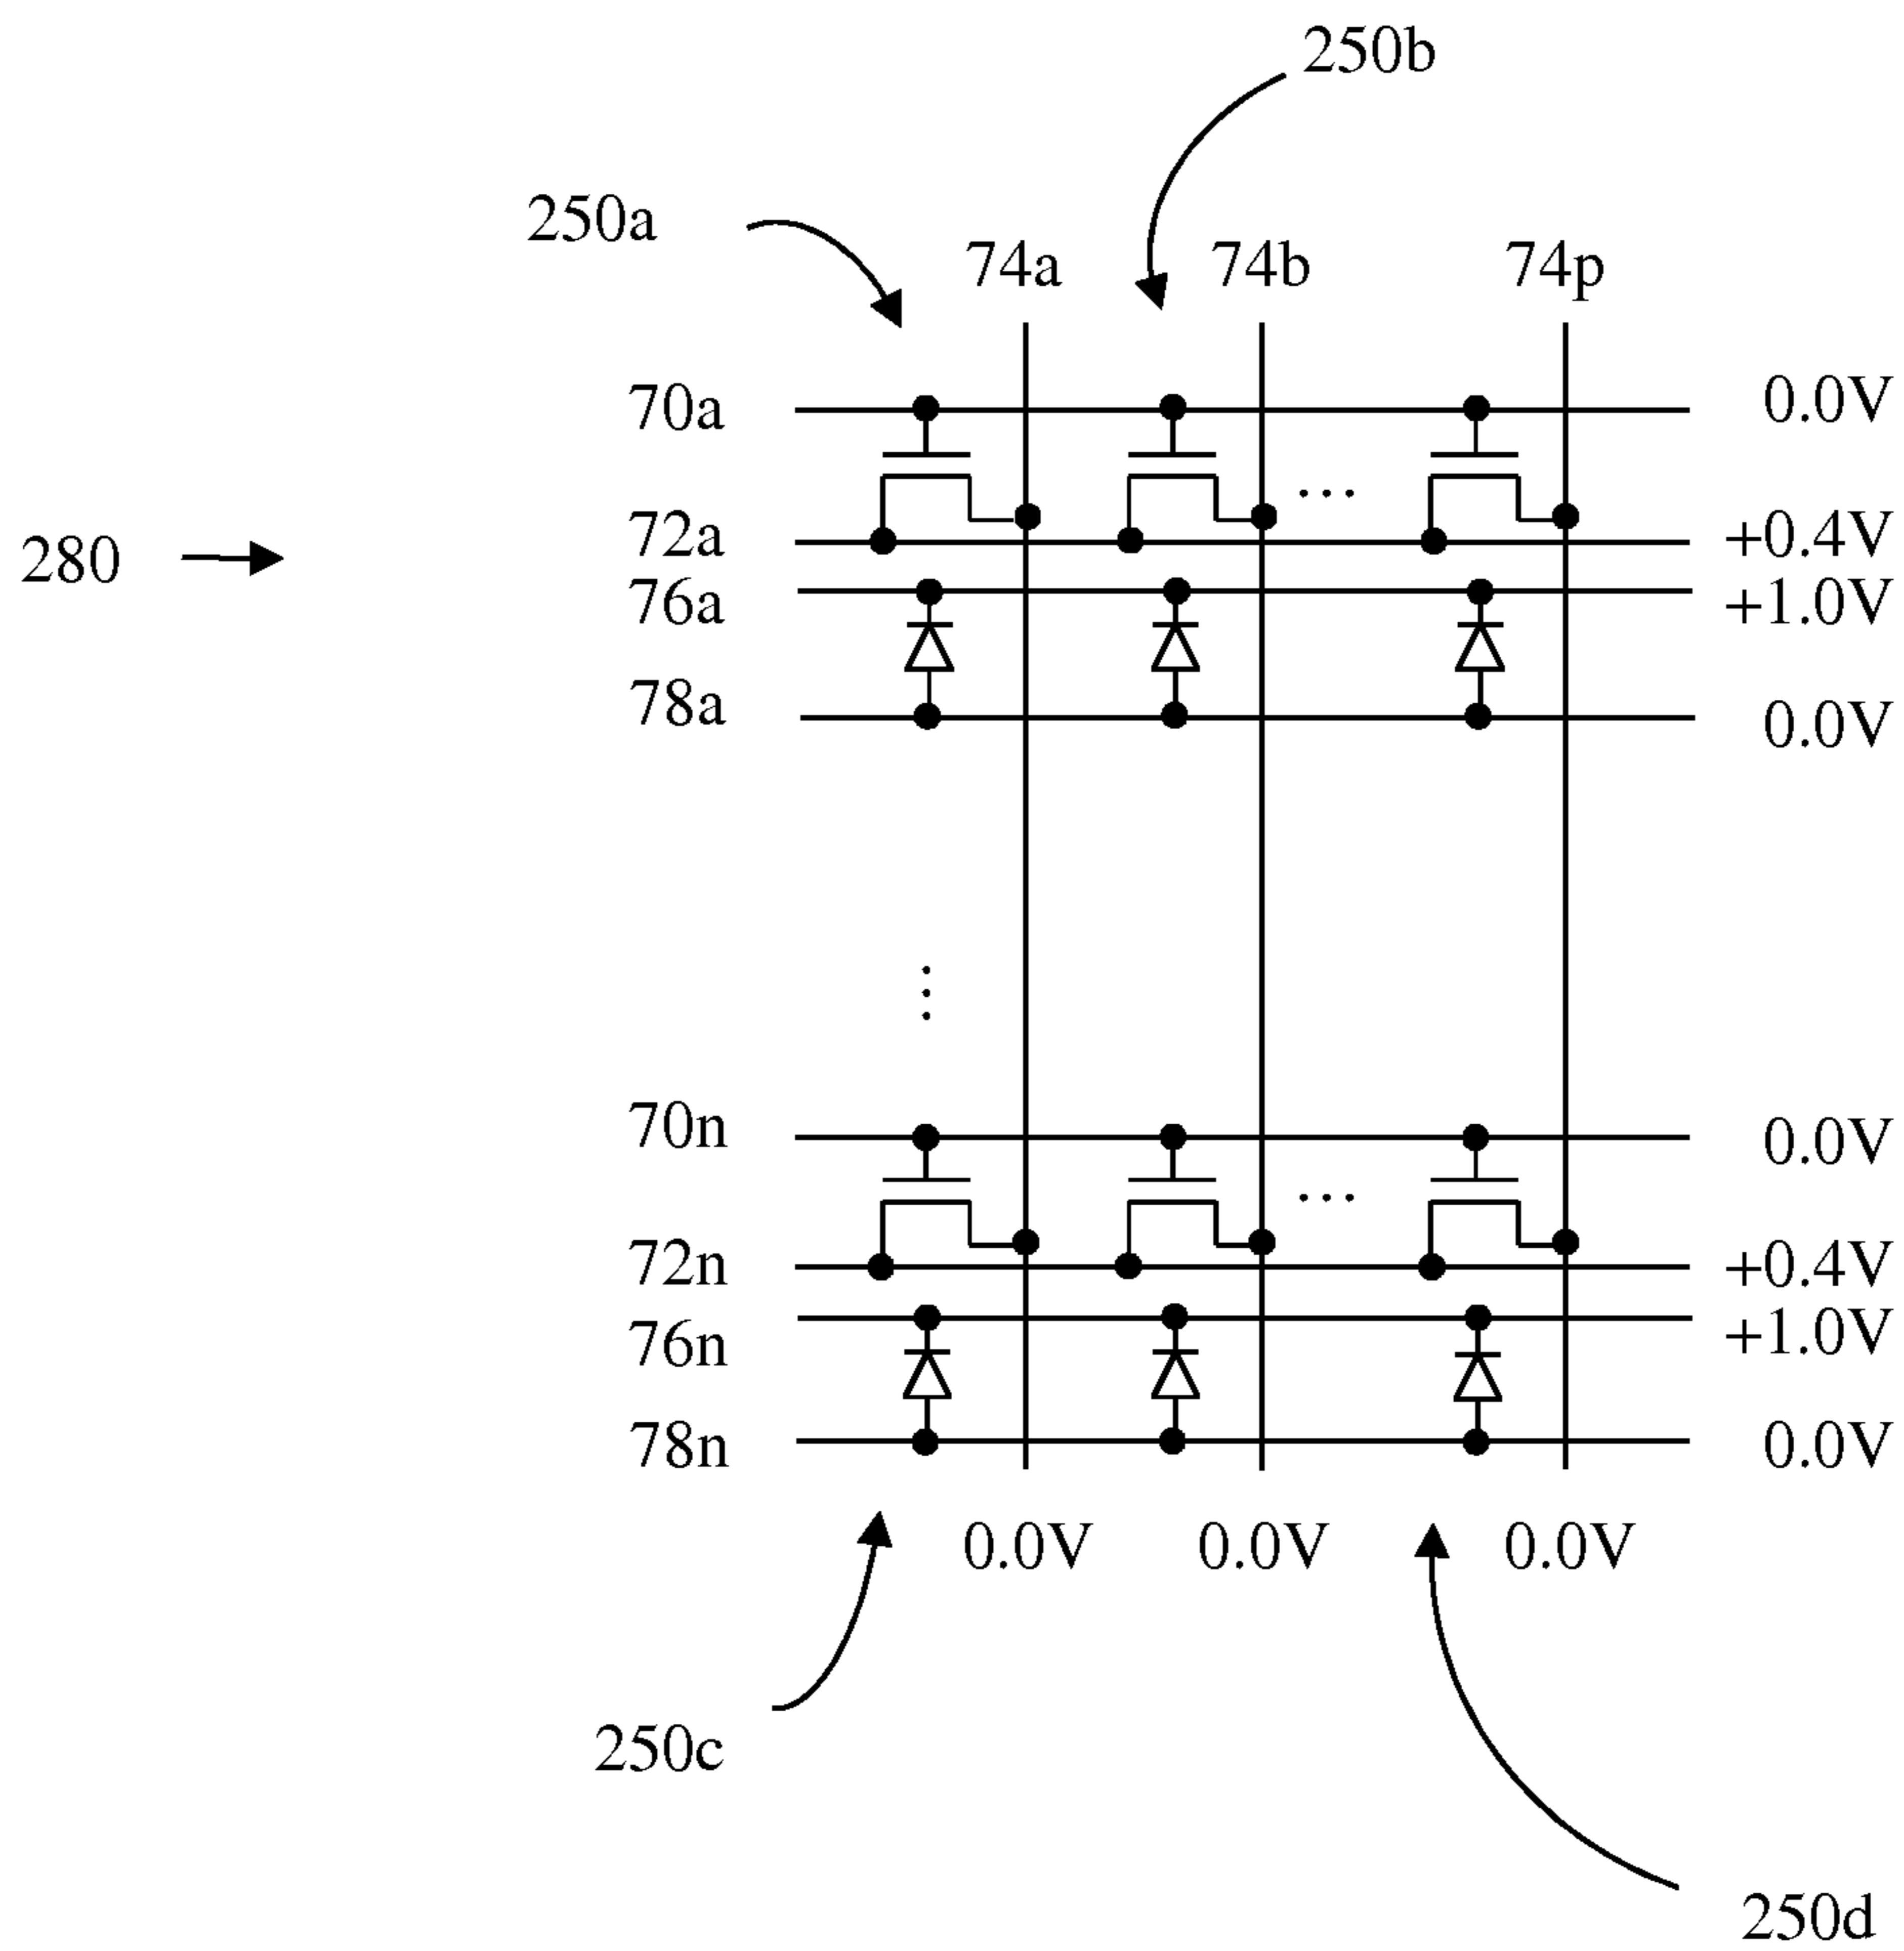 250b
250a
74a 74b 74p
70a 0.0V
...
72a +0.4V
280
76a +1.0V
78a 0.0V
...
70n 0.0V
...
72n +0.4V
76n +1.0V
78n 0.0V
0.0V 0.0V 0.0V
250c
250d